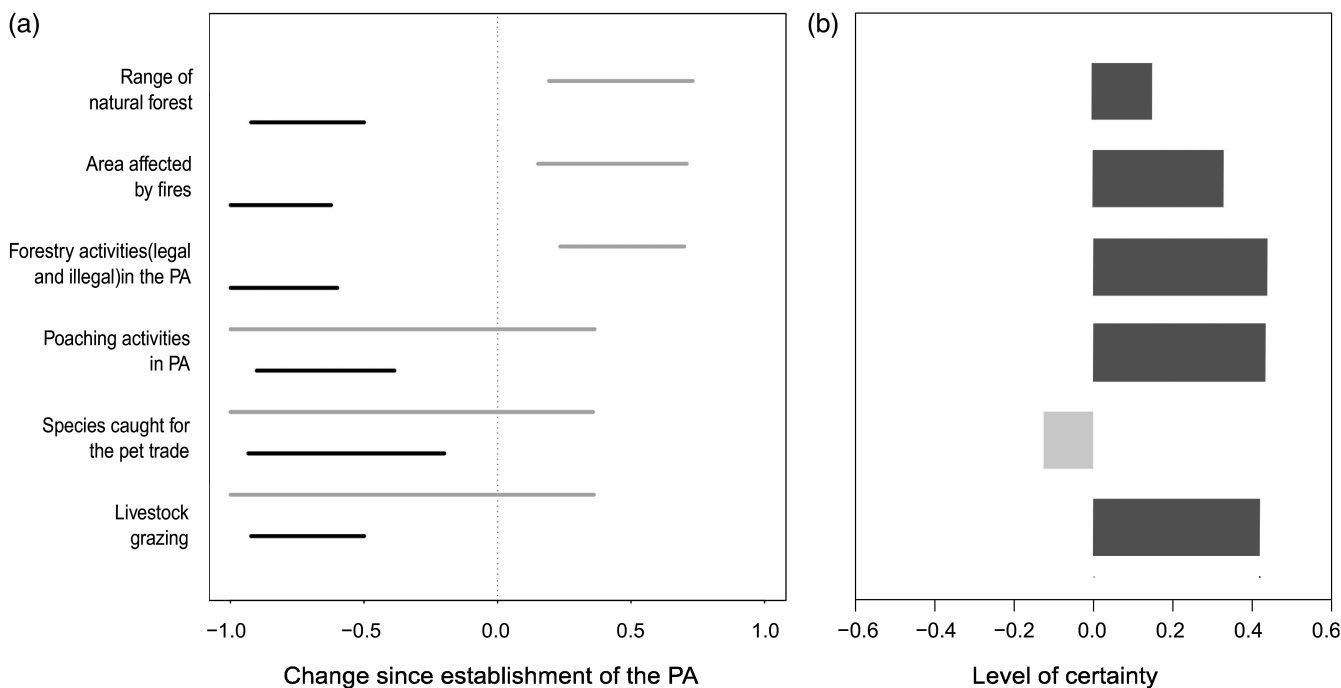 (a)
Range of
natural forest
Area affected
by fires
Forestry activities(legal
and illegal)in the PA
Poaching activities
in PA
Species caught for
the pet trade
Livestock
grazing
−1.0 −0.5 0.0 0.5 1.0
Change since establishment of the PA
(b)
−0.6 −0.4 −0.2 0.0 0.2 0.4 0.6
Level of certainty